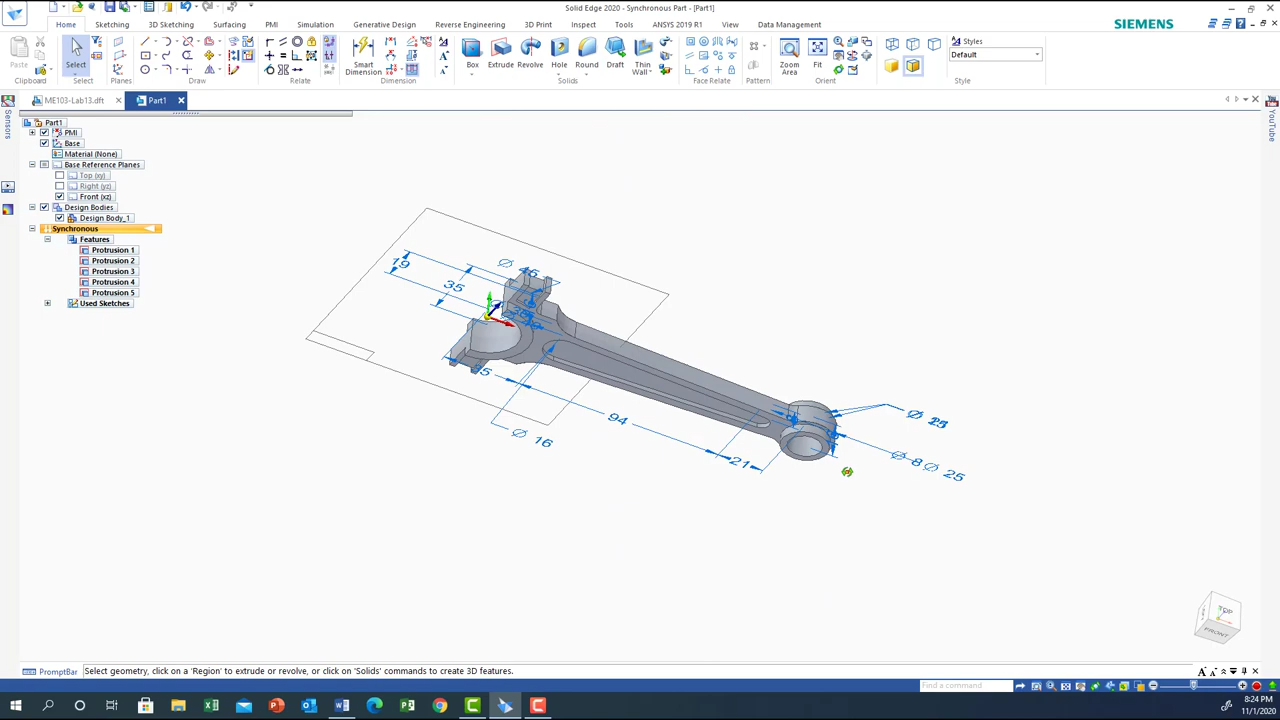 Solid Edge 2020 - Synchronous Part - [Part1]
Home Sketching 3D Sketching Surfacing PMI Simulation Generative Design Reverse Engineering 3D Print Inspect Tools ANSYS 2019 R1 View Data Management
SIEMENS
Paste Select Smart Dimension Box Extrude Revolve Hole Round Draft Thin Wall Zoom Area Fit Styles Default
Clipboard Select Planes Draw Relate Dimension Solids Face Relate Pattern Orient Style
ME103-Lab13.dft Part1
Sensors
YouTube
Part1
PMI
Base
Material (None)
Base Reference Planes
Top (xy)
Right (yz)
Front (xz)
Design Bodies
Design Body_1
Synchronous
Features
Protrusion 1
Protrusion 2
Protrusion 3
Protrusion 4
Protrusion 5
Used Sketches
19
35
94
21
Ø 16
Ø 8
Ø 25
TOP
FRONT
PromptBar Select geometry, click on a 'Region' to extrude or revolve, or click on 'Solids' commands to create 3D features.
Find a command
8:24 PM
11/1/2020